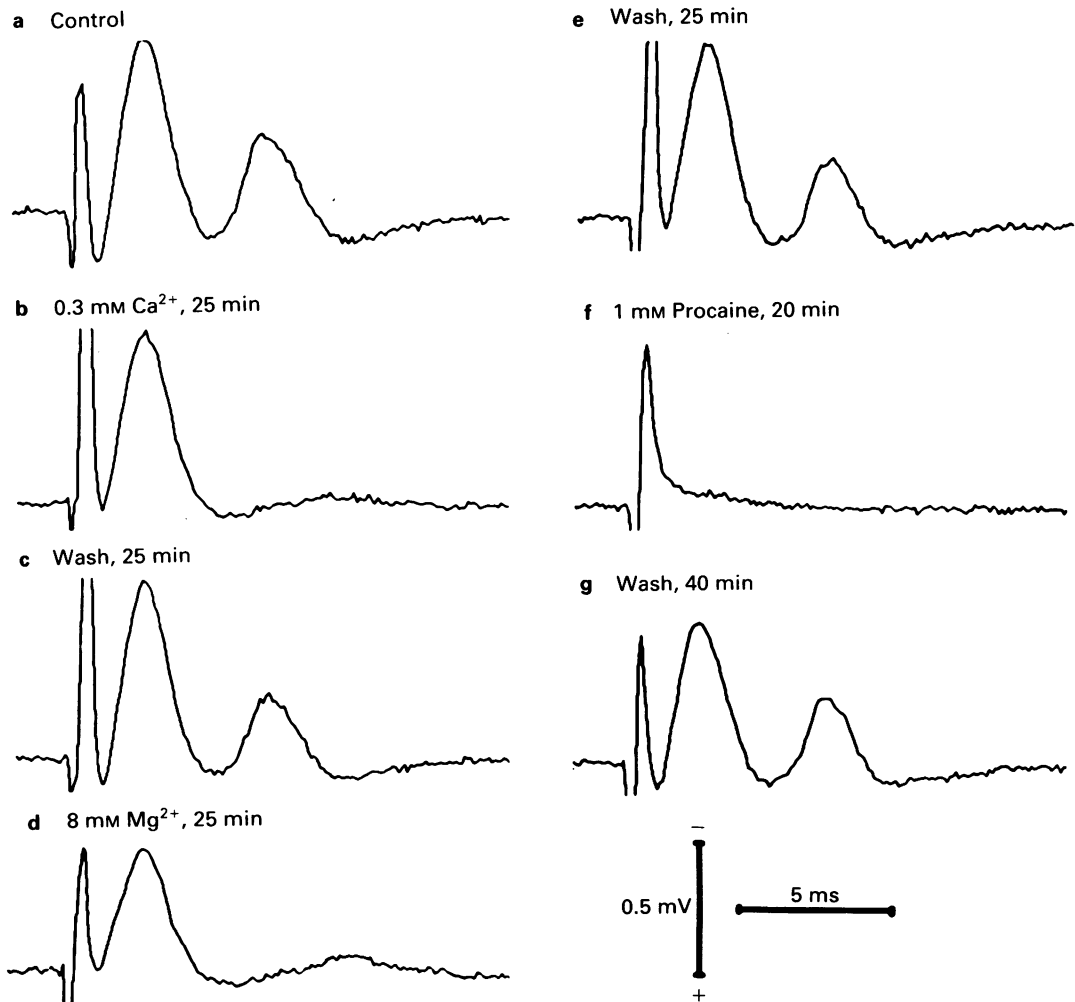 a Control
b 0.3 mM Ca²⁺, 25 min
c Wash, 25 min
d 8 mM Mg²⁺, 25 min
e Wash, 25 min
f 1 mM Procaine, 20 min
g Wash, 40 min
−
0.5 mV
5 ms
+